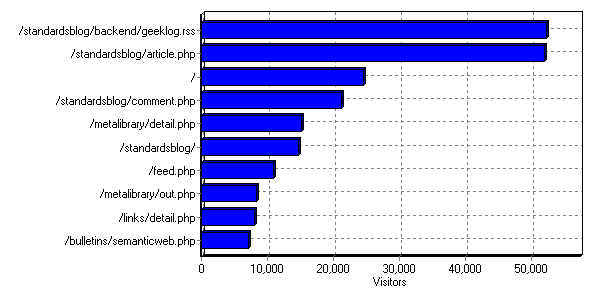 /standardsblog/backend/geeklog.rss
/standardsblog/article.php
/
/standardsblog/comment.php
/metalibrary/detail.php
/standardsblog/
/feed.php
/metalibrary/out.php
/links/detail.php
/bulletins/semanticweb.php
0 10,000 20,000 30,000 40,000 50,000
Visitors